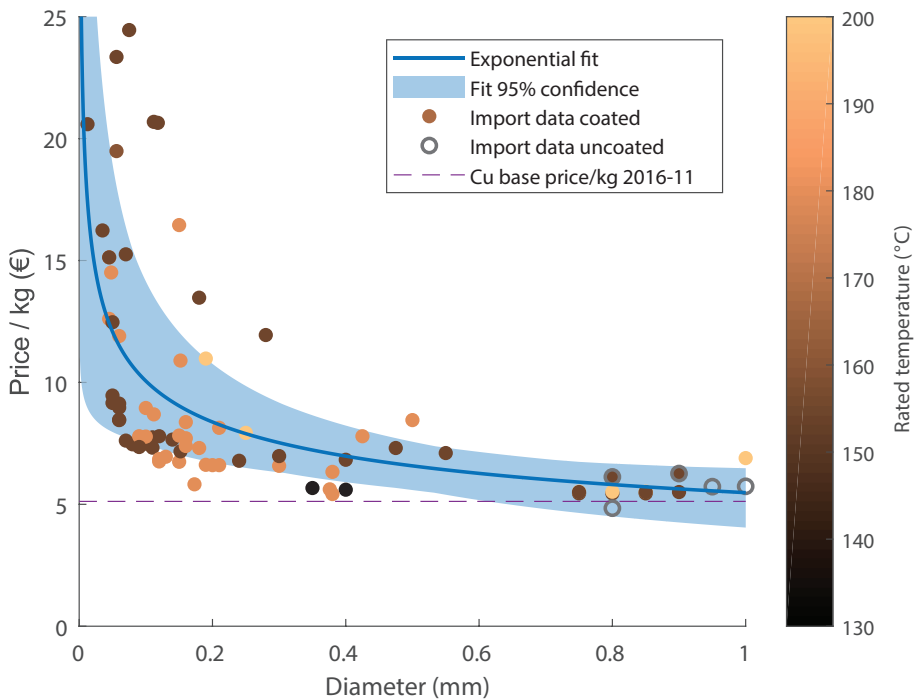 25
20
15
10
5
0
Price / kg (€)
0
0.2
0.4
0.6
0.8
1
Diameter (mm)
Exponential fit
Fit 95% confidence
Import data coated
Import data uncoated
Cu base price/kg 2016-11
200
190
180
170
160
150
140
130
Rated temperature (°C)